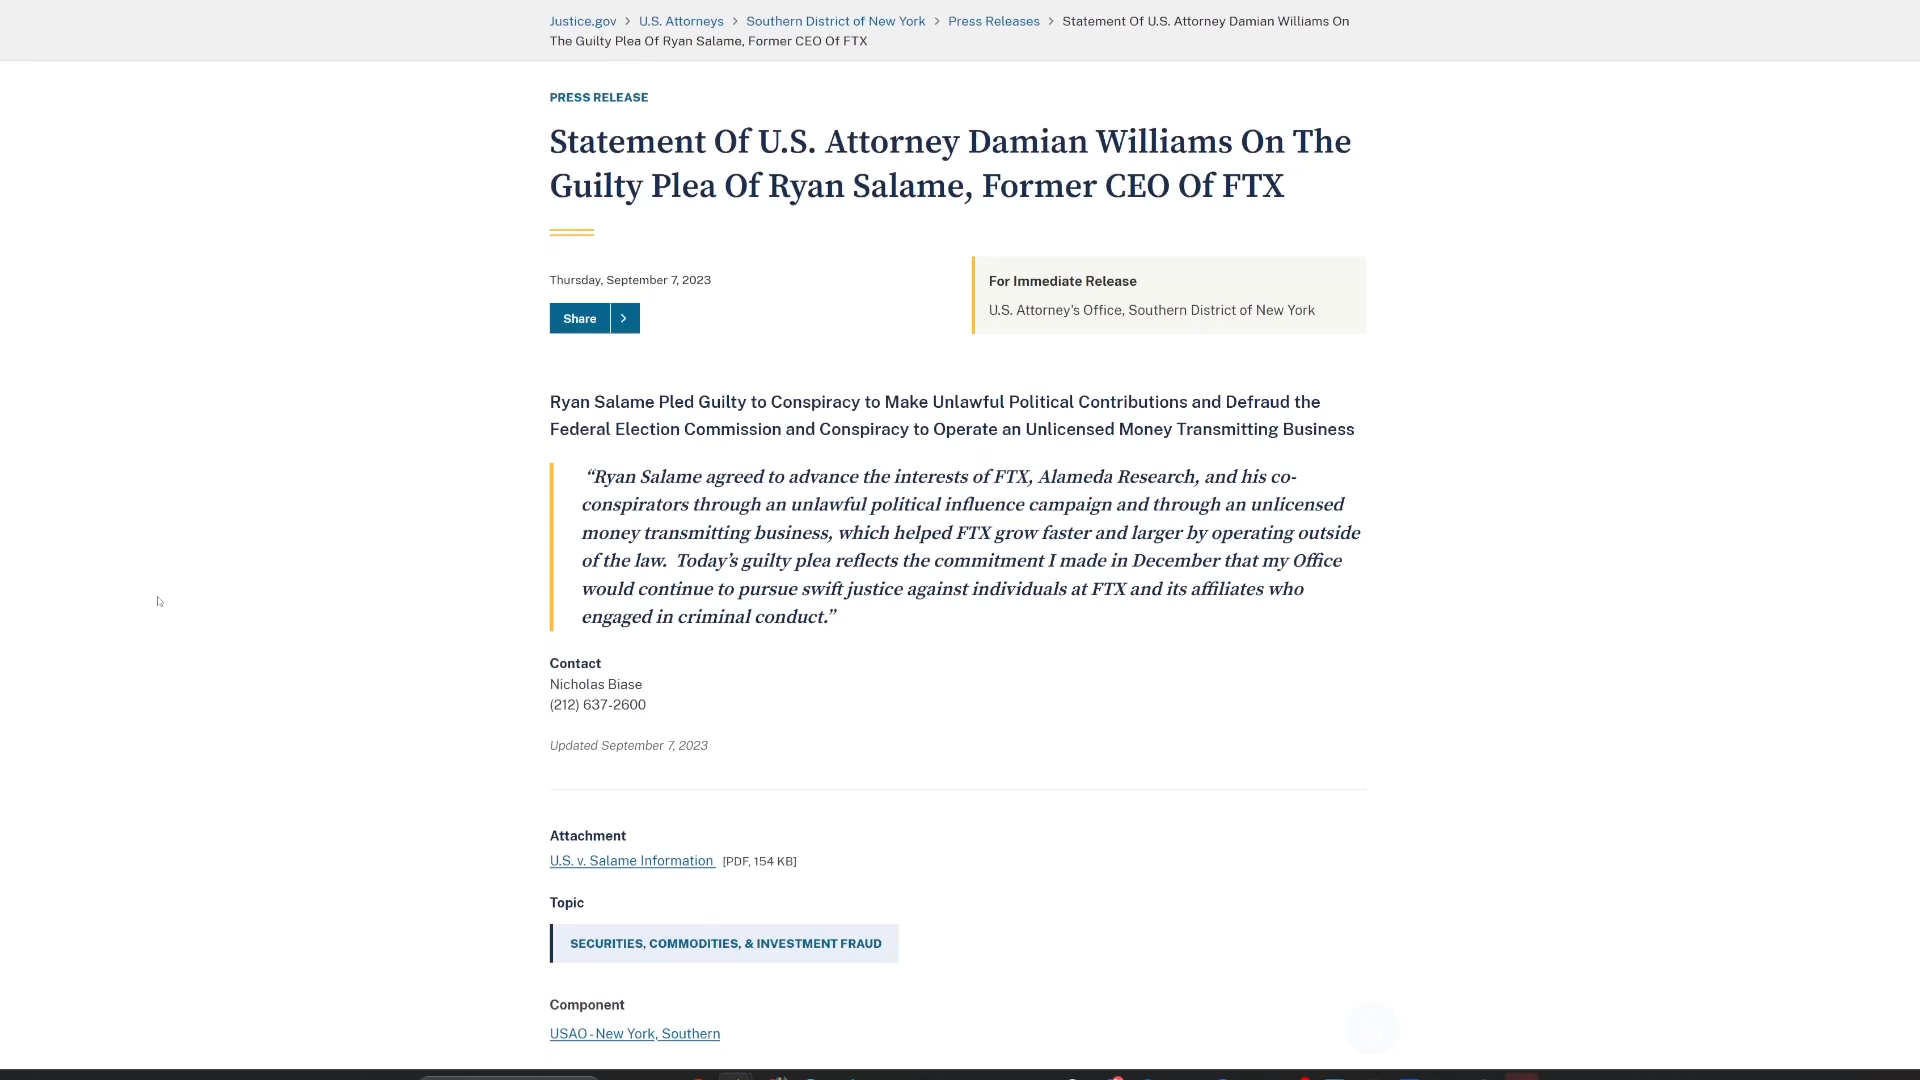 Justice.gov > U.S. Attorneys > Southern District of New York > Press Releases > Statement Of U.S. Attorney Damian Williams On
The Guilty Plea Of Ryan Salame, Former CEO Of FTX
PRESS RELEASE
Statement Of U.S. Attorney Damian Williams On The
Guilty Plea Of Ryan Salame, Former CEO Of FTX
Thursday, September 7, 2023
Share >
For Immediate Release
U.S. Attorney's Office, Southern District of New York
Ryan Salame Pled Guilty to Conspiracy to Make Unlawful Political Contributions and Defraud the
Federal Election Commission and Conspiracy to Operate an Unlicensed Money Transmitting Business
“Ryan Salame agreed to advance the interests of FTX, Alameda Research, and his co-
conspirators through an unlawful political influence campaign and through an unlicensed
money transmitting business, which helped FTX grow faster and larger by operating outside
of the law.  Today’s guilty plea reflects the commitment I made in December that my Office
would continue to pursue swift justice against individuals at FTX and its affiliates who
engaged in criminal conduct.”
Contact
Nicholas Biase
(212) 637-2600
Updated September 7, 2023
Attachment
U.S. v. Salame Information [PDF, 154 KB]
Topic
SECURITIES, COMMODITIES, & INVESTMENT FRAUD
Component
USAO - New York, Southern